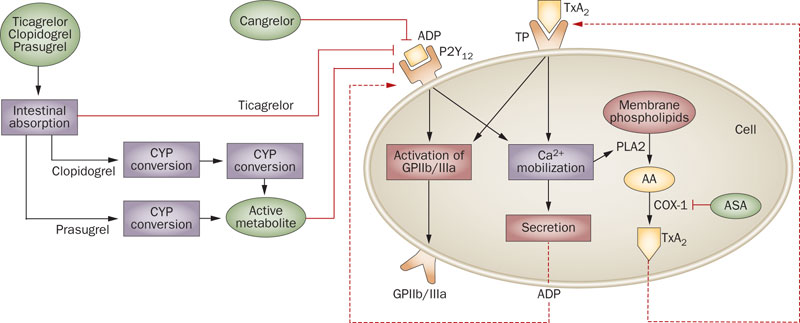 Ticagrelor
Clopidogrel
Prasugrel
Cangrelor
ADP
P2Y12
TxA2
TP
Intestinal
absorption
Ticagrelor
Clopidogrel
CYP
conversion
CYP
conversion
Prasugrel
CYP
conversion
Active
metabolite
Activation of
GPIIb/IIIa
Ca2+
mobilization
PLA2
Membrane
phospholipids
Cell
AA
COX-1
ASA
Secretion
TxA2
GPIIb/IIIa
ADP